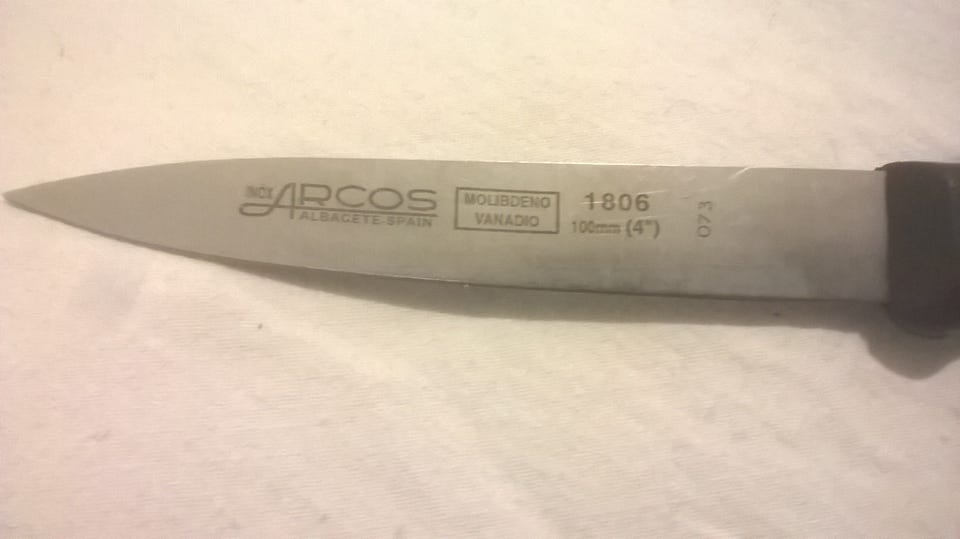 INOX ARCOS
ALBACETE-SPAIN
MOLIBDENO
VANADIO
1806
100mm (4")
073